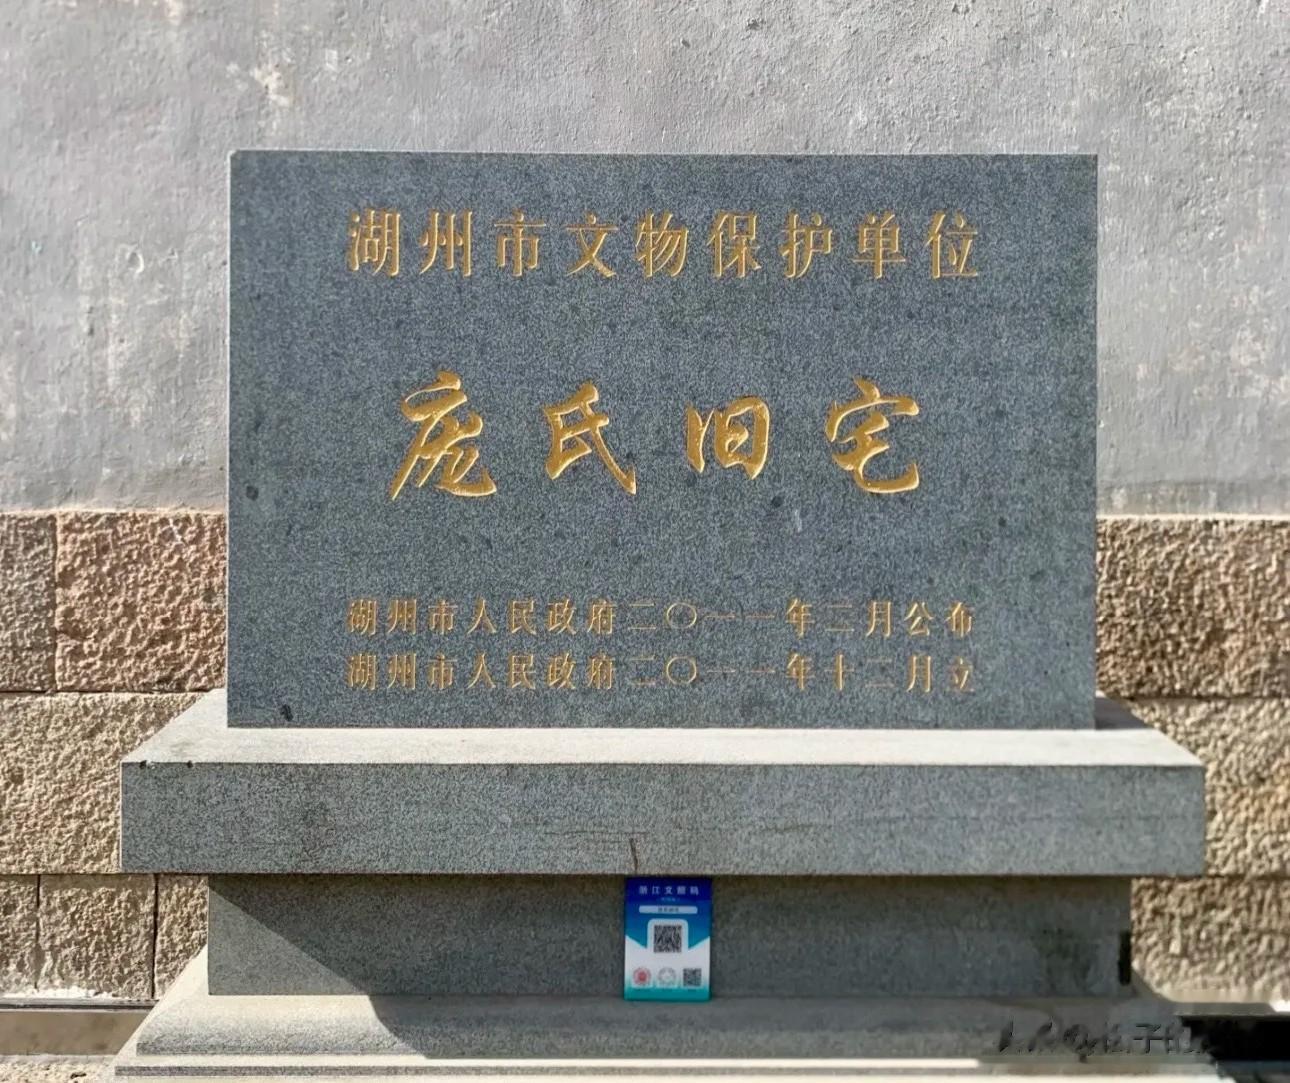 湖州市文物保护单位
庞氏旧宅
湖州市人民政府二〇一一年二月公布
湖州市人民政府二〇一一年十二月立
浙江文照码